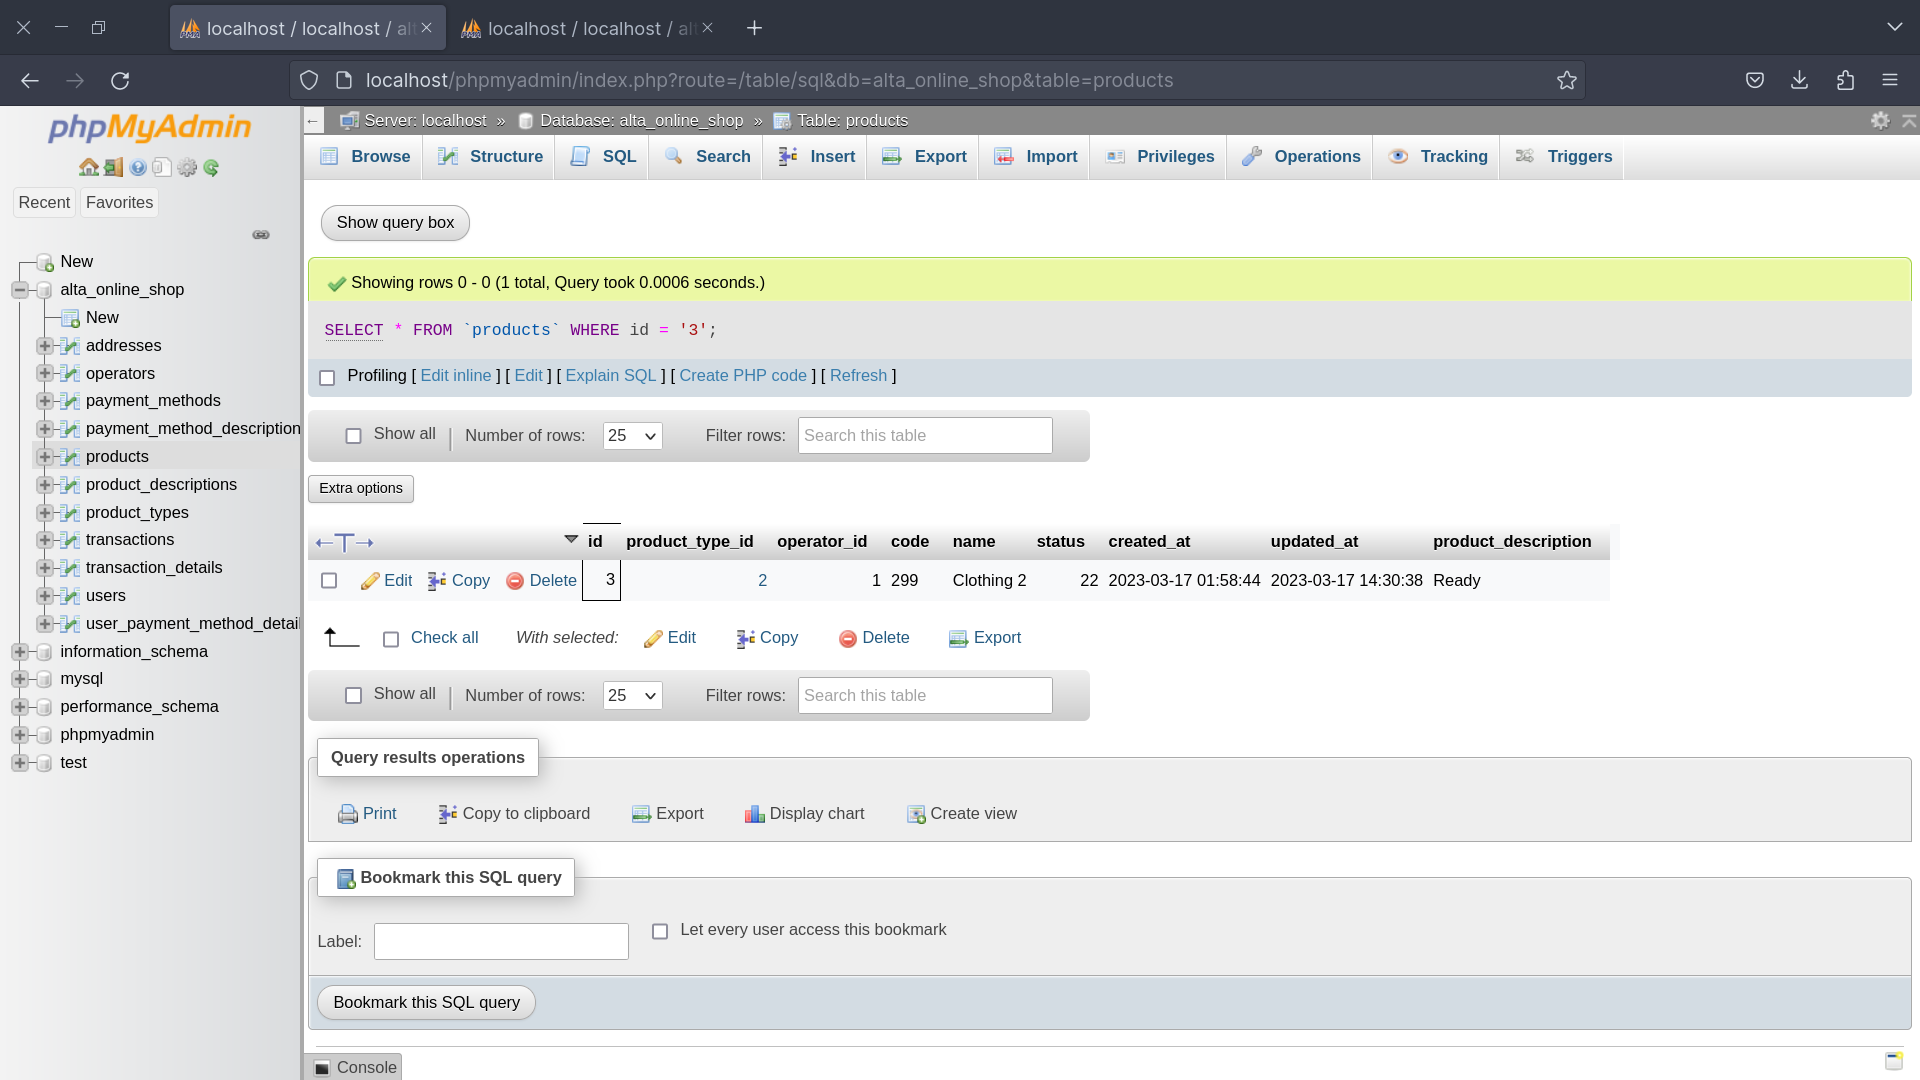 localhost / localhost / alt
localhost / localhost / alt
localhost/phpmyadmin/index.php?route=/table/sql&db=alta_online_shop&table=products
phpMyAdmin
Recent
Favorites
New
alta_online_shop
New
addresses
operators
payment_methods
payment_method_description
products
product_descriptions
product_types
transactions
transaction_details
users
user_payment_method_detail
information_schema
mysql
performance_schema
phpmyadmin
test
Server: localhost » Database: alta_online_shop » Table: products
Browse Structure SQL Search Insert Export Import Privileges Operations Tracking Triggers
Show query box
Showing rows 0 - 0 (1 total, Query took 0.0006 seconds.)
SELECT * FROM `products` WHERE id = '3';
Profiling [ Edit inline ] [ Edit ] [ Explain SQL ] [ Create PHP code ] [ Refresh ]
Show all | Number of rows: 25 Filter rows: Search this table
Extra options
id product_type_id operator_id code name status created_at updated_at product_description
Edit Copy Delete 3 2 1 299 Clothing 2 22 2023-03-17 01:58:44 2023-03-17 14:30:38 Ready
Check all With selected: Edit Copy Delete Export
Show all | Number of rows: 25 Filter rows: Search this table
Query results operations
Print Copy to clipboard Export Display chart Create view
Bookmark this SQL query
Label: Let every user access this bookmark
Bookmark this SQL query
Console